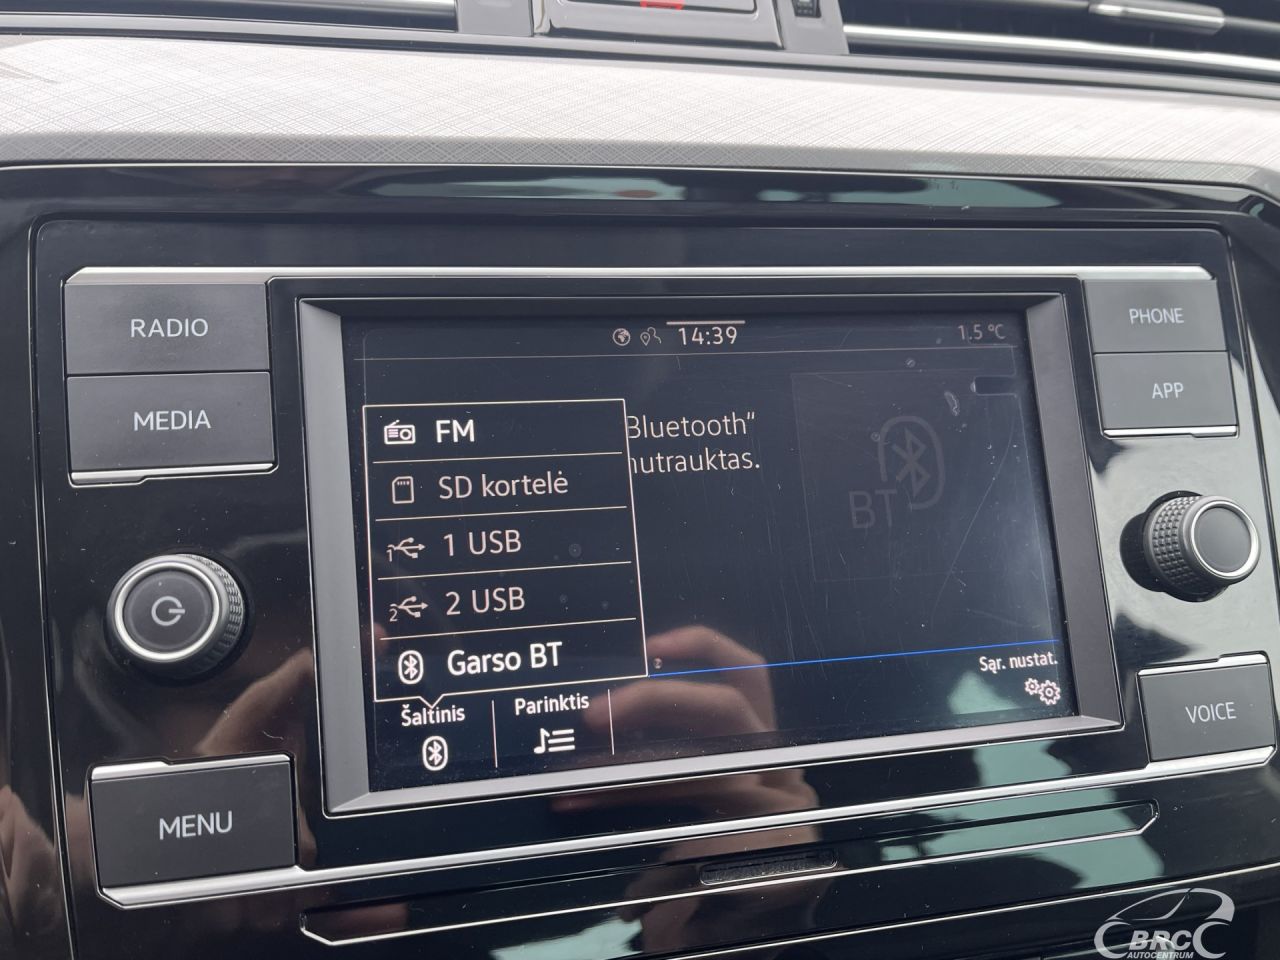 RADIO
MEDIA
MENU
14:39
1.5 °C
FM
SD kortelė
1 USB
2 USB
Garso BT
Bluetooth“
nutrauktas.
BT
Šaltinis
Parinktis
Sąr. nustat.
PHONE
APP
VOICE
BRC
AUTOCENTRUM